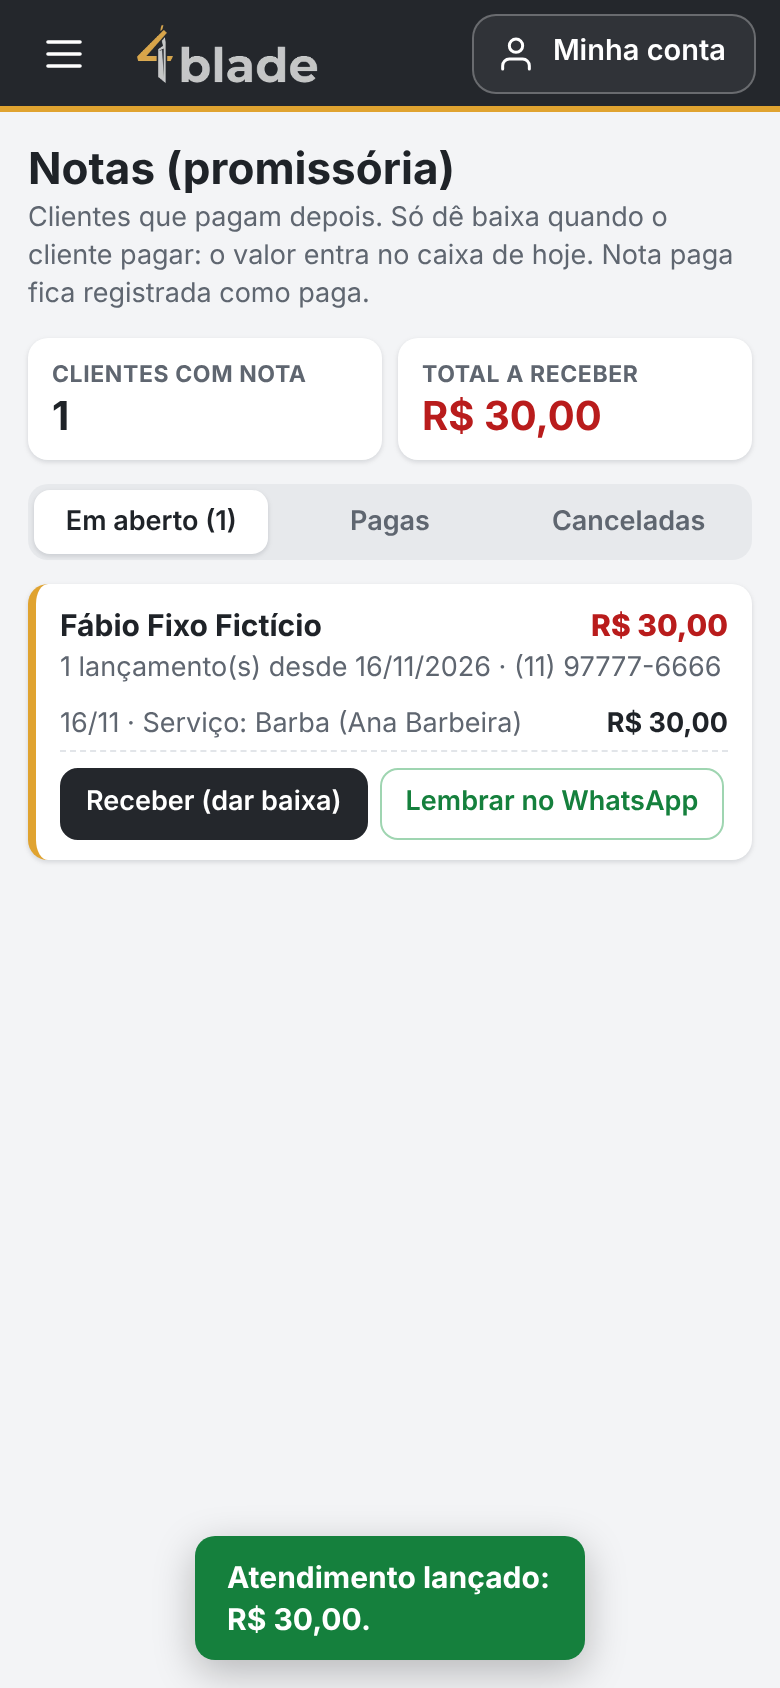 4blade
Minha conta
Notas (promissória)
Clientes que pagam depois. Só dê baixa quando o
cliente pagar: o valor entra no caixa de hoje. Nota paga
fica registrada como paga.
CLIENTES COM NOTA
1
TOTAL A RECEBER
R$ 30,00
Em aberto (1)
Pagas
Canceladas
Fábio Fixo Fictício
R$ 30,00
1 lançamento(s) desde 16/11/2026 · (11) 97777-6666
16/11 · Serviço: Barba (Ana Barbeira)
R$ 30,00
Receber (dar baixa)
Lembrar no WhatsApp
Atendimento lançado:
R$ 30,00.